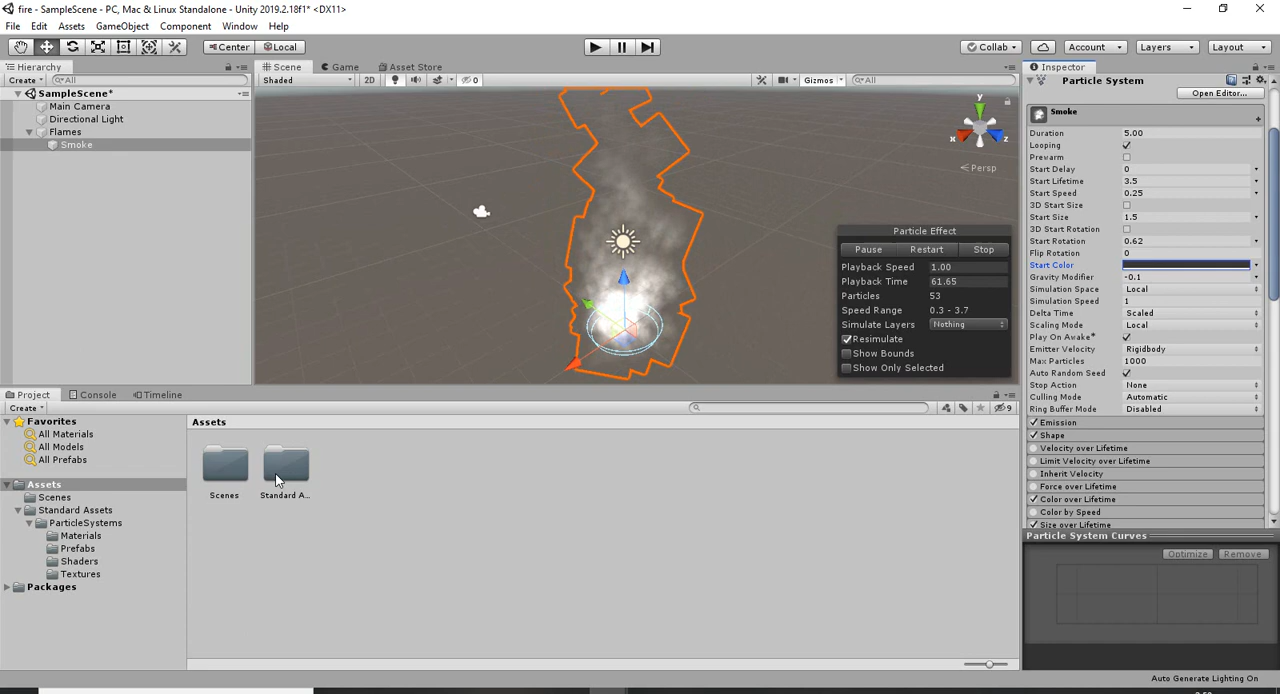 fire - SampleScene - PC, Mac & Linux Standalone - Unity 2019.2.18f1* <DX11>
File Edit Assets GameObject Component Window Help
Center Local Collab Account Layers Layout
Hierarchy
Create All
SampleScene*
Main Camera
Directional Light
Flames
Smoke
Scene Game Asset Store
Shaded 2D 0 Gizmos All
y
x z
Persp
Particle Effect
Pause Restart Stop
Playback Speed 1.00
Playback Time 61.65
Particles 53
Speed Range 0.3 - 3.7
Simulate Layers Nothing
Resimulate
Show Bounds
Show Only Selected
Inspector
Particle System
Open Editor...
Smoke
Duration 5.00
Looping
Prewarm
Start Delay 0
Start Lifetime 3.5
Start Speed 0.25
3D Start Size
Start Size 1.5
3D Start Rotation
Start Rotation 0.62
Flip Rotation 0
Start Color
Gravity Modifier -0.1
Simulation Space Local
Simulation Speed 1
Delta Time Scaled
Scaling Mode Local
Play On Awake*
Emitter Velocity Rigidbody
Max Particles 1000
Auto Random Seed
Stop Action None
Culling Mode Automatic
Ring Buffer Mode Disabled
Emission
Shape
Velocity over Lifetime
Limit Velocity over Lifetime
Inherit Velocity
Force over Lifetime
Color over Lifetime
Color by Speed
Size over Lifetime
Particle System Curves
Optimize Remove
Project Console Timeline
Create 9
Favorites
All Materials
All Models
All Prefabs
Assets
Scenes
Standard Assets
ParticleSystems
Materials
Prefabs
Shaders
Textures
Packages
Assets
Scenes Standard A...
Auto Generate Lighting On